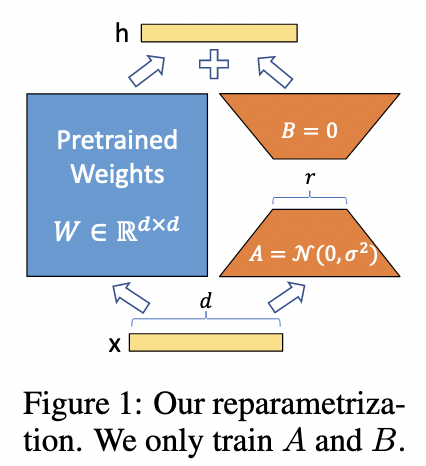 h
Pretrained
Weights
W ∈ ℝ^{d×d}
B = 0
r
A = 𝒩(0, σ²)
d
x
Figure 1: Our reparametriza-
tion. We only train A and B.